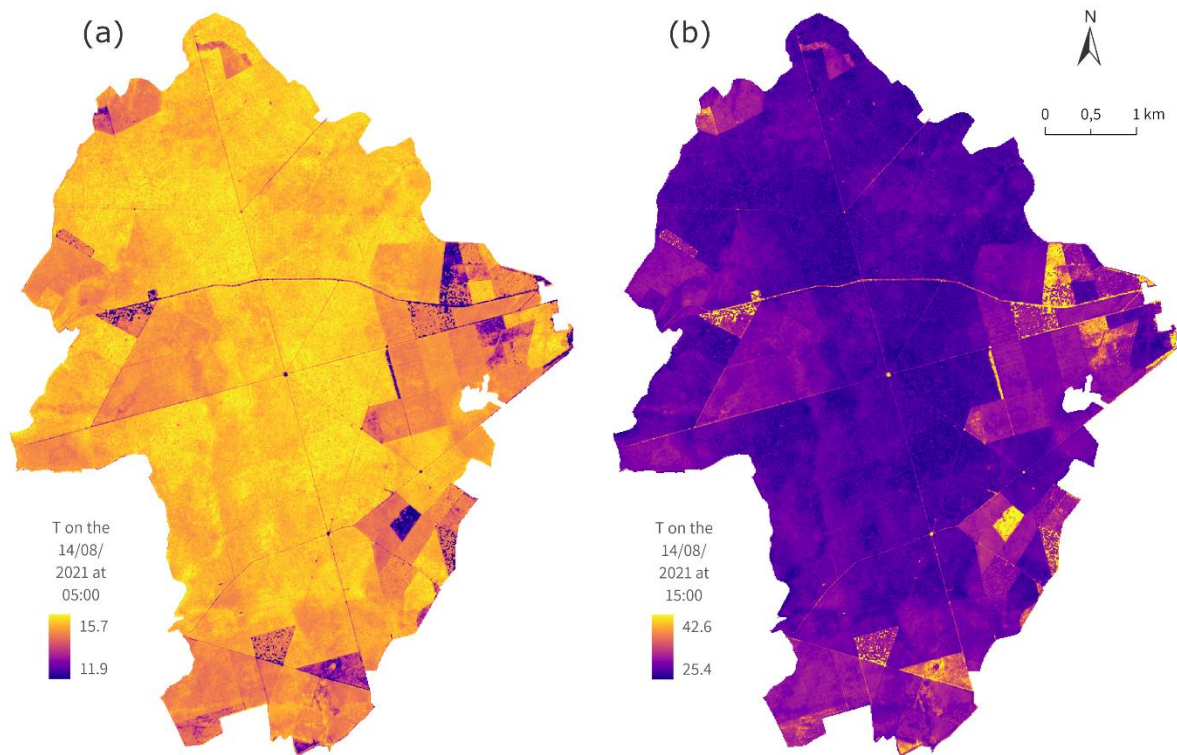 (a)
(b)
N
0 0,5 1 km
T on the
14/08/
2021 at
05:00
15.7
11.9
T on the
14/08/
2021 at
15:00
42.6
25.4